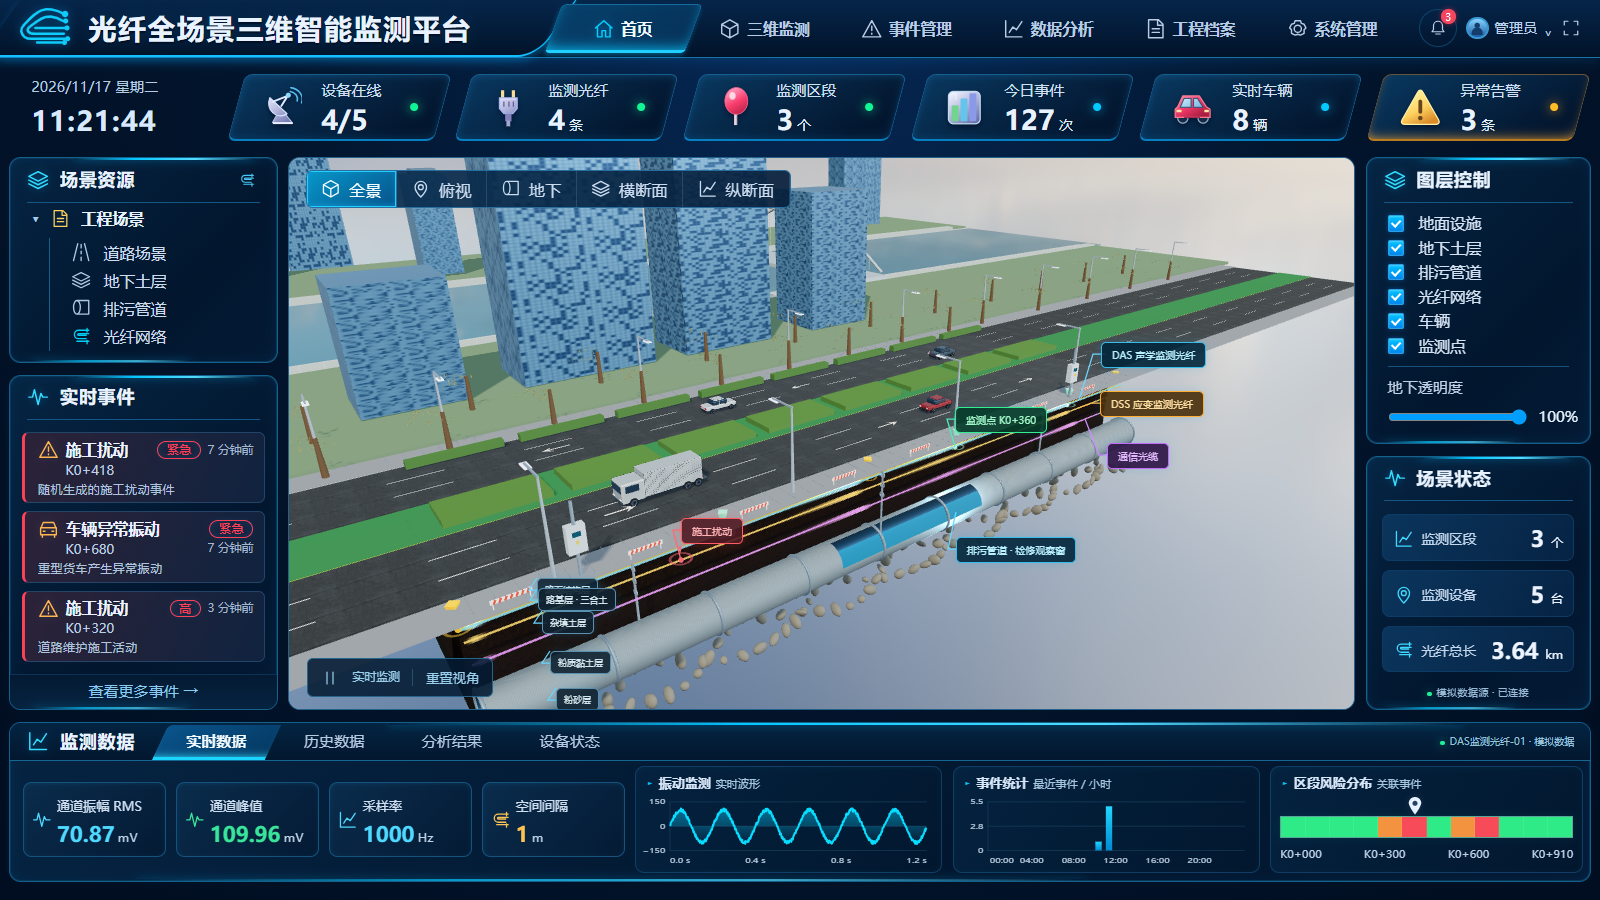 光纤全场景三维智能监测平台
首页
三维监测
事件管理
数据分析
工程档案
系统管理
3
管理员
2026/11/17 星期二
11:21:44
设备在线
4/5
监测光纤
4 条
监测区段
3 个
今日事件
127 次
实时车辆
8 辆
异常告警
3 条
场景资源
工程场景
道路场景
地下土层
排污管道
光纤网络
实时事件
施工扰动 紧急 7 分钟前
K0+418
随机生成的施工扰动事件
车辆异常振动 紧急
K0+680 7 分钟前
重型货车产生异常振动
施工扰动 高 3 分钟前
K0+320
道路维护施工活动
查看更多事件 →
全景
俯视
地下
横断面
纵断面
DAS 声学监测光纤
DSS 应变监测光纤
监测点 K0+360
通信光缆
施工扰动
排污管道 · 检修观察窗
路基层 · 三合土
杂填土层
粉质黏土层
粉砂层
实时监测
重置视角
图层控制
地面设施
地下土层
排污管道
光纤网络
车辆
监测点
地下透明度
100%
场景状态
监测区段 3 个
监测设备 5 台
光纤总长 3.64 km
模拟数据源 · 已连接
监测数据
实时数据
历史数据
分析结果
设备状态
DAS监测光纤-01 · 模拟数据
通道振幅 RMS
70.87 mV
通道峰值
109.96 mV
采样率
1000 Hz
空间间隔
1 m
振动监测 实时波形
150
0
-150
0.0 s 0.4 s 0.8 s 1.2 s
事件统计 最近事件 / 小时
5.5
2.8
0
00:00 04:00 08:00 12:00 16:00 20:00
区段风险分布 关联事件
K0+000 K0+300 K0+600 K0+910